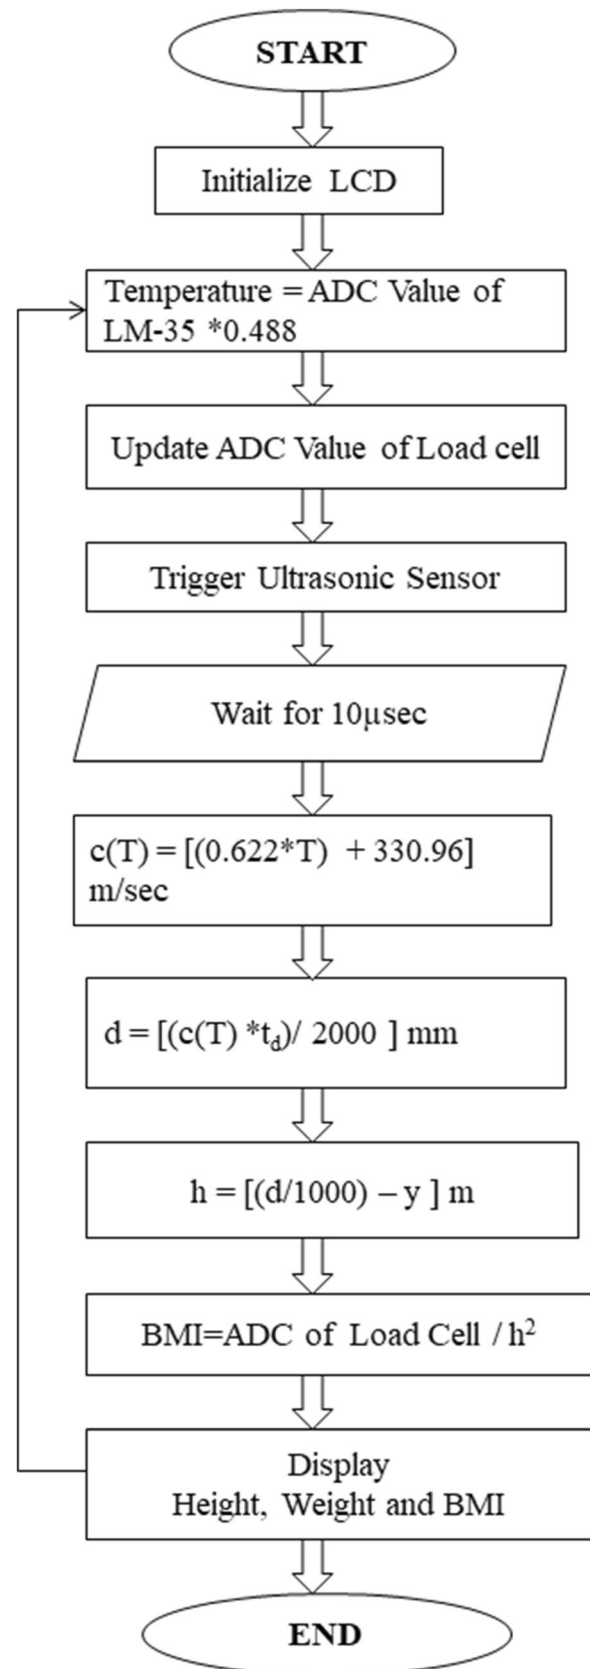 START
Initialize LCD
Temperature = ADC Value of
LM-35 *0.488
Update ADC Value of Load cell
Trigger Ultrasonic Sensor
Wait for 10µsec
c(T) = [(0.622*T) + 330.96]
m/sec
d = [(c(T) *t_d)/ 2000 ] mm
h = [(d/1000) – y ] m
BMI=ADC of Load Cell / h²
Display
Height, Weight and BMI
END